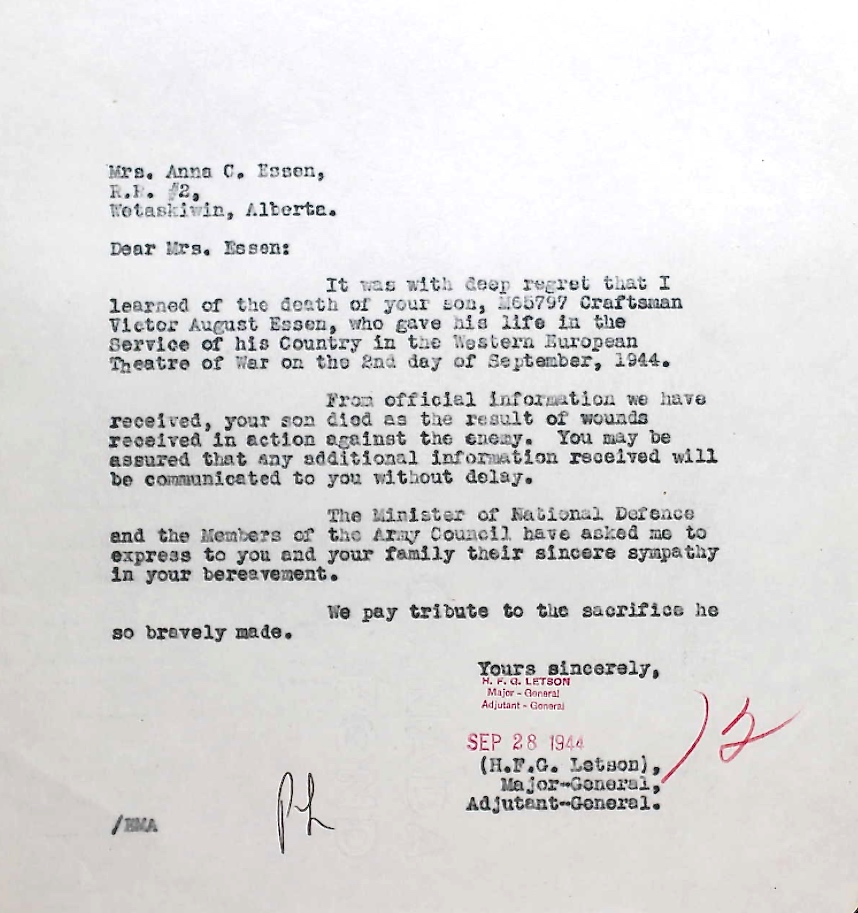 Mrs. Anna C. Essen,
R.R. #2,
Wetaskiwin, Alberta.
Dear Mrs. Essen:
It was with deep regret that I
learned of the death of your son, M65797 Craftsman
Victor August Essen, who gave his life in the
Service of his Country in the Western European
Theatre of War on the 2nd day of September, 1944.
From official information we have
received, your son died as the result of wounds
received in action against the enemy. You may be
assured that any additional information received will
be communicated to you without delay.
The Minister of National Defence
and the Members of the Army Council have asked me to
express to you and your family their sincere sympathy
in your bereavement.
We pay tribute to the sacrifice he
so bravely made.
Yours sincerely,
H. F. G. LETSON
Major - General
Adjutant - General
SEP 28 1944
(H.F.G. Letson),
Major-General,
Adjutant-General.